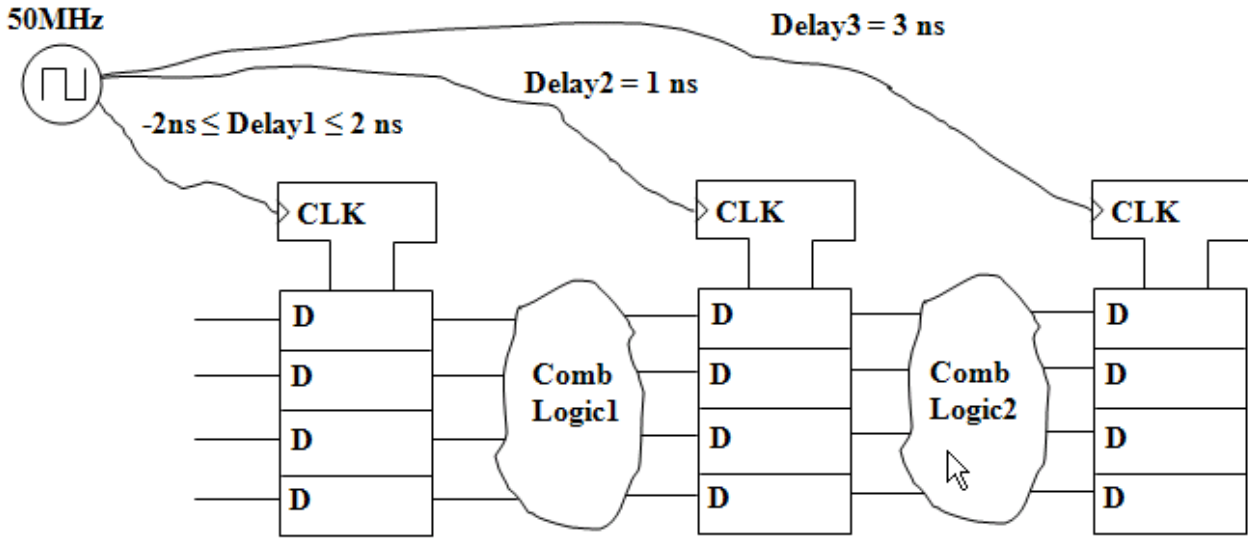 50MHz
Delay3 = 3 ns
Delay2 = 1 ns
-2ns ≤ Delay1 ≤ 2 ns
CLK
CLK
CLK
D
D
D
D
Comb
Logic1
D
D
D
D
Comb
Logic2
D
D
D
D